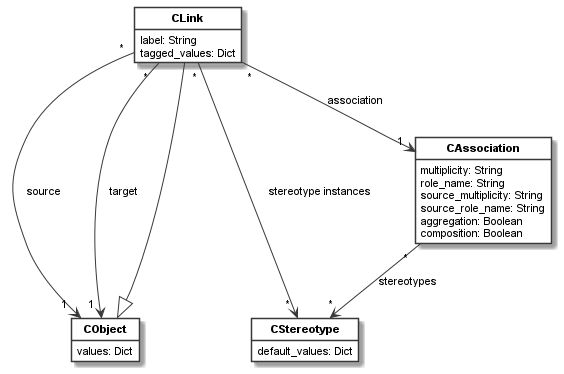 CLink
label: String
tagged_values: Dict
*
*
*
*
association
1
CAssociation
multiplicity: String
role_name: String
source_multiplicity: String
source_role_name: String
aggregation: Boolean
composition: Boolean
source
target
stereotype instances
*
stereotypes
1
1
*
*
CObject
values: Dict
CStereotype
default_values: Dict